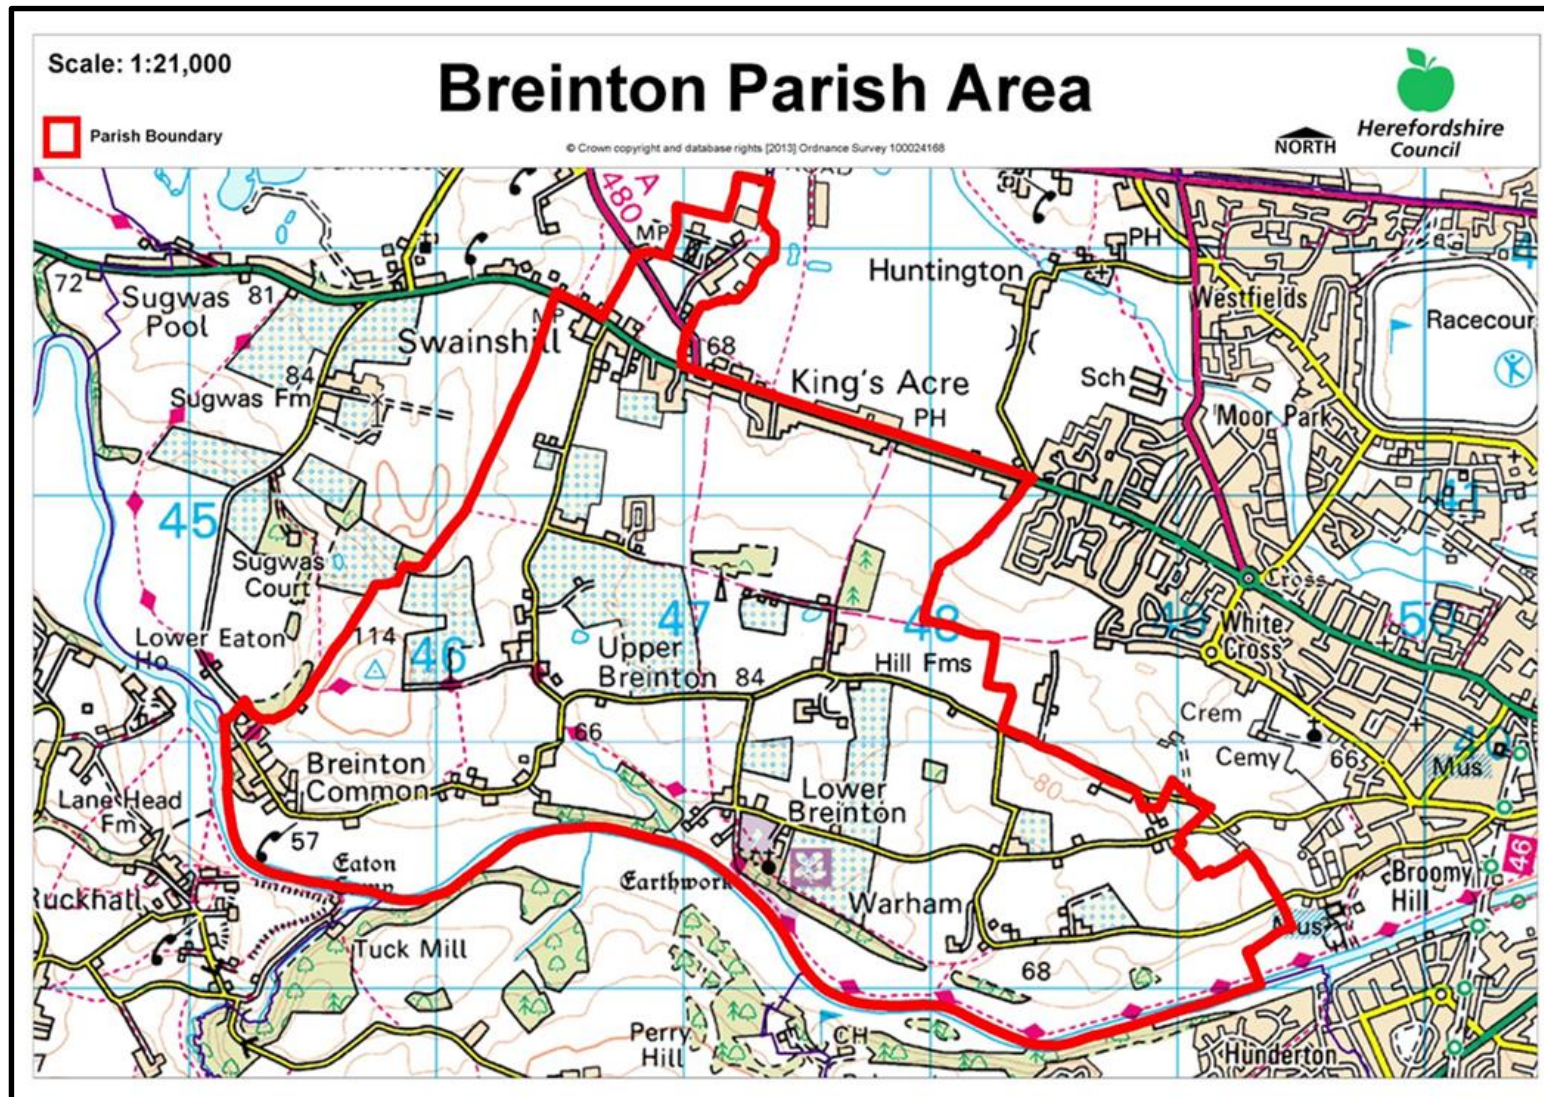 Scale: 1:21,000
Breinton Parish Area
Parish Boundary
© Crown copyright and database rights [2013] Ordnance Survey 100024168
NORTH
Herefordshire
Council
A
480
MP
PH
Huntington
72
Sugwas
Pool
81
Westfields
Racecour
MP
Swainshill
68
84
Sugwas Fm
King's Acre
PH
Sch
Moor Park
45
41
Sugwas
Court
Cross
47
48
49
50
114
46
Lower Eaton
Ho
White
Cross
Upper
Breinton
84
Hill Fms
Crem
Cemy
66
40
Mus
66
Breinton
Common
80
Lane Head
Fm
Lower
Breinton
57
Eaton
Camp
Earthwork
46
Ruckhall
Warham
Broomy
Hill
Mus
Tuck Mill
68
Perry
Hill
CH
Hunderton
7